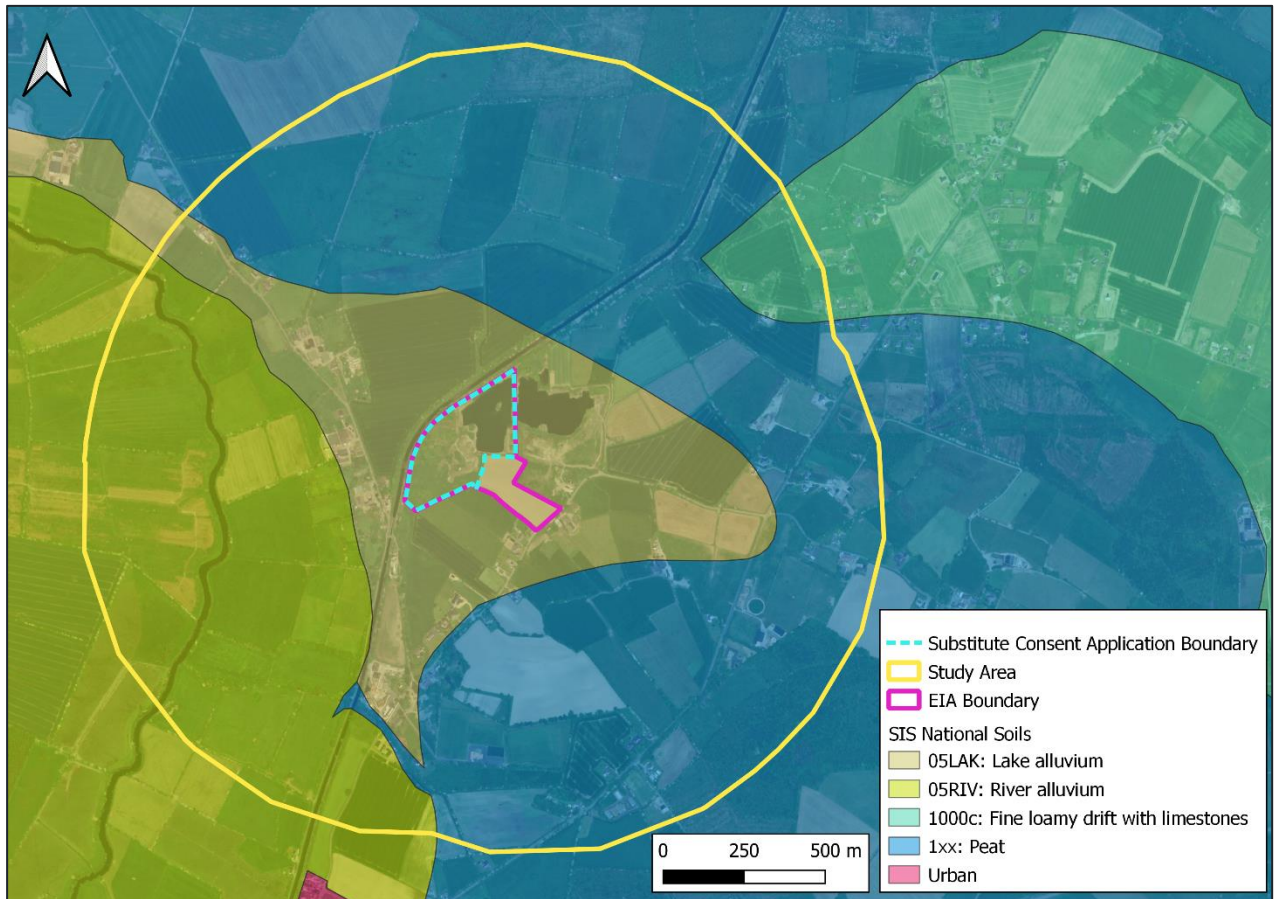 Substitute Consent Application Boundary
Study Area
EIA Boundary
SIS National Soils
05LAK: Lake alluvium
05RIV: River alluvium
1000c: Fine loamy drift with limestones
1xx: Peat
Urban
0 250 500 m